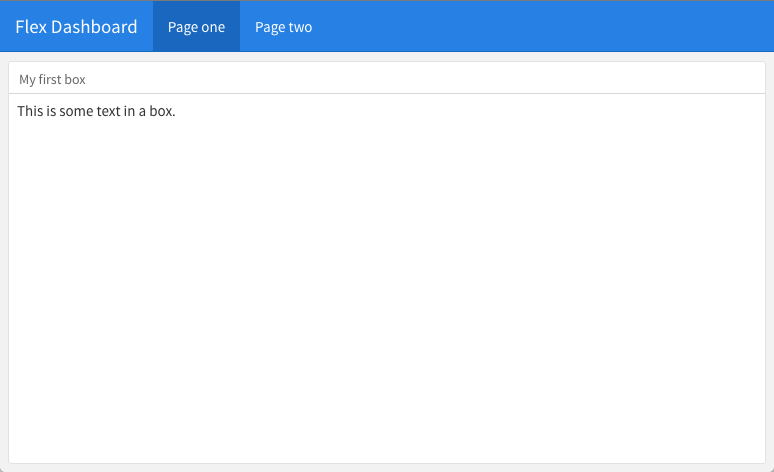 Flex Dashboard Page one Page two
My first box
This is some text in a box.